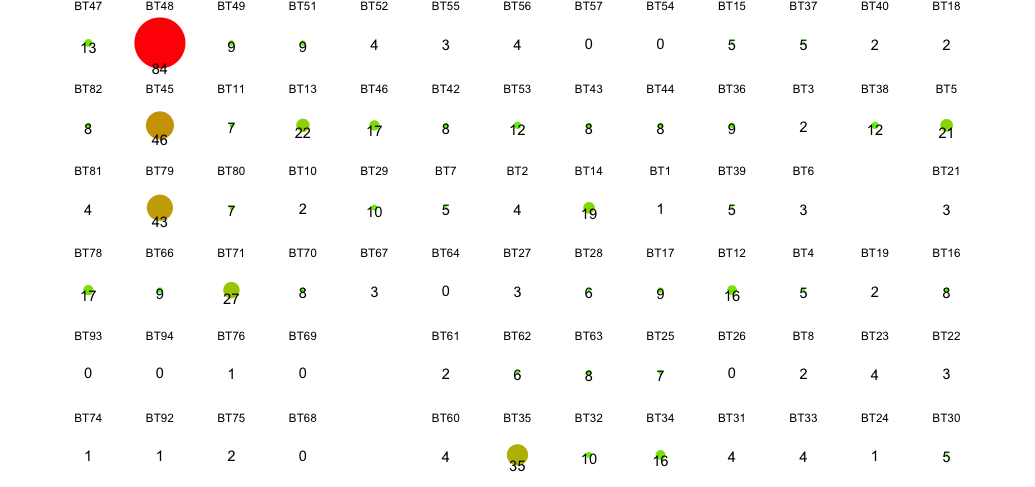 BT47 BT48 BT49 BT51 BT52 BT55 BT56 BT57 BT54 BT15 BT37 BT40 BT18
13 84 9 9 4 3 4 0 0 5 5 2 2
BT82 BT45 BT11 BT13 BT46 BT42 BT53 BT43 BT44 BT36 BT3 BT38 BT5
8 46 7 22 17 8 12 8 8 9 2 12 21
BT81 BT79 BT80 BT10 BT29 BT7 BT2 BT14 BT1 BT39 BT6 BT21
4 43 7 2 10 5 4 19 1 5 3 3
BT78 BT66 BT71 BT70 BT67 BT64 BT27 BT28 BT17 BT12 BT4 BT19 BT16
17 9 27 8 3 0 3 6 9 16 5 2 8
BT93 BT94 BT76 BT69 BT61 BT62 BT63 BT25 BT26 BT8 BT23 BT22
0 0 1 0 2 6 8 7 0 2 4 3
BT74 BT92 BT75 BT68 BT60 BT35 BT32 BT34 BT31 BT33 BT24 BT30
1 1 2 0 4 35 10 16 4 4 1 5